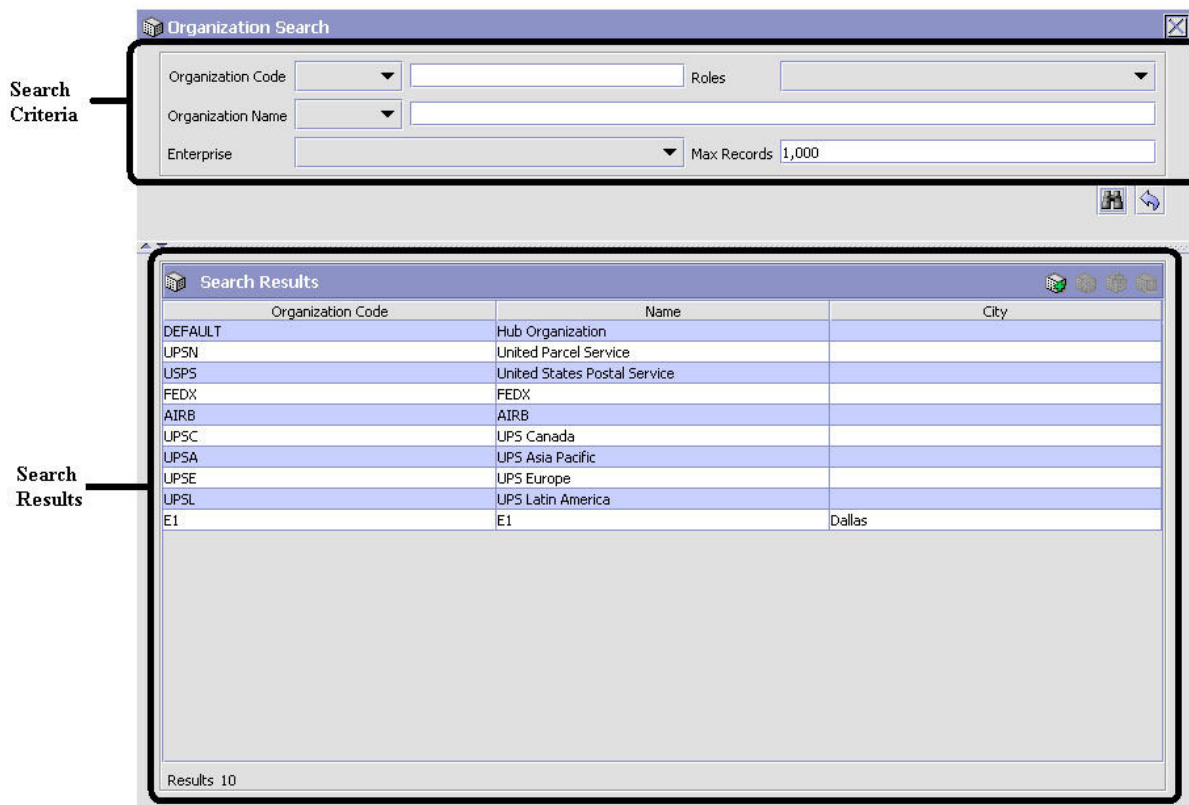 Organization Search
Search
Criteria
Organization Code Roles
Organization Name
Enterprise Max Records 1,000
Search Results
Organization Code Name City
DEFAULT Hub Organization
UPSN United Parcel Service
USPS United States Postal Service
FEDX FEDX
AIRB AIRB
UPSC UPS Canada
UPSA UPS Asia Pacific
Search
Results
UPSE UPS Europe
UPSL UPS Latin America
E1 E1 Dallas
Results 10